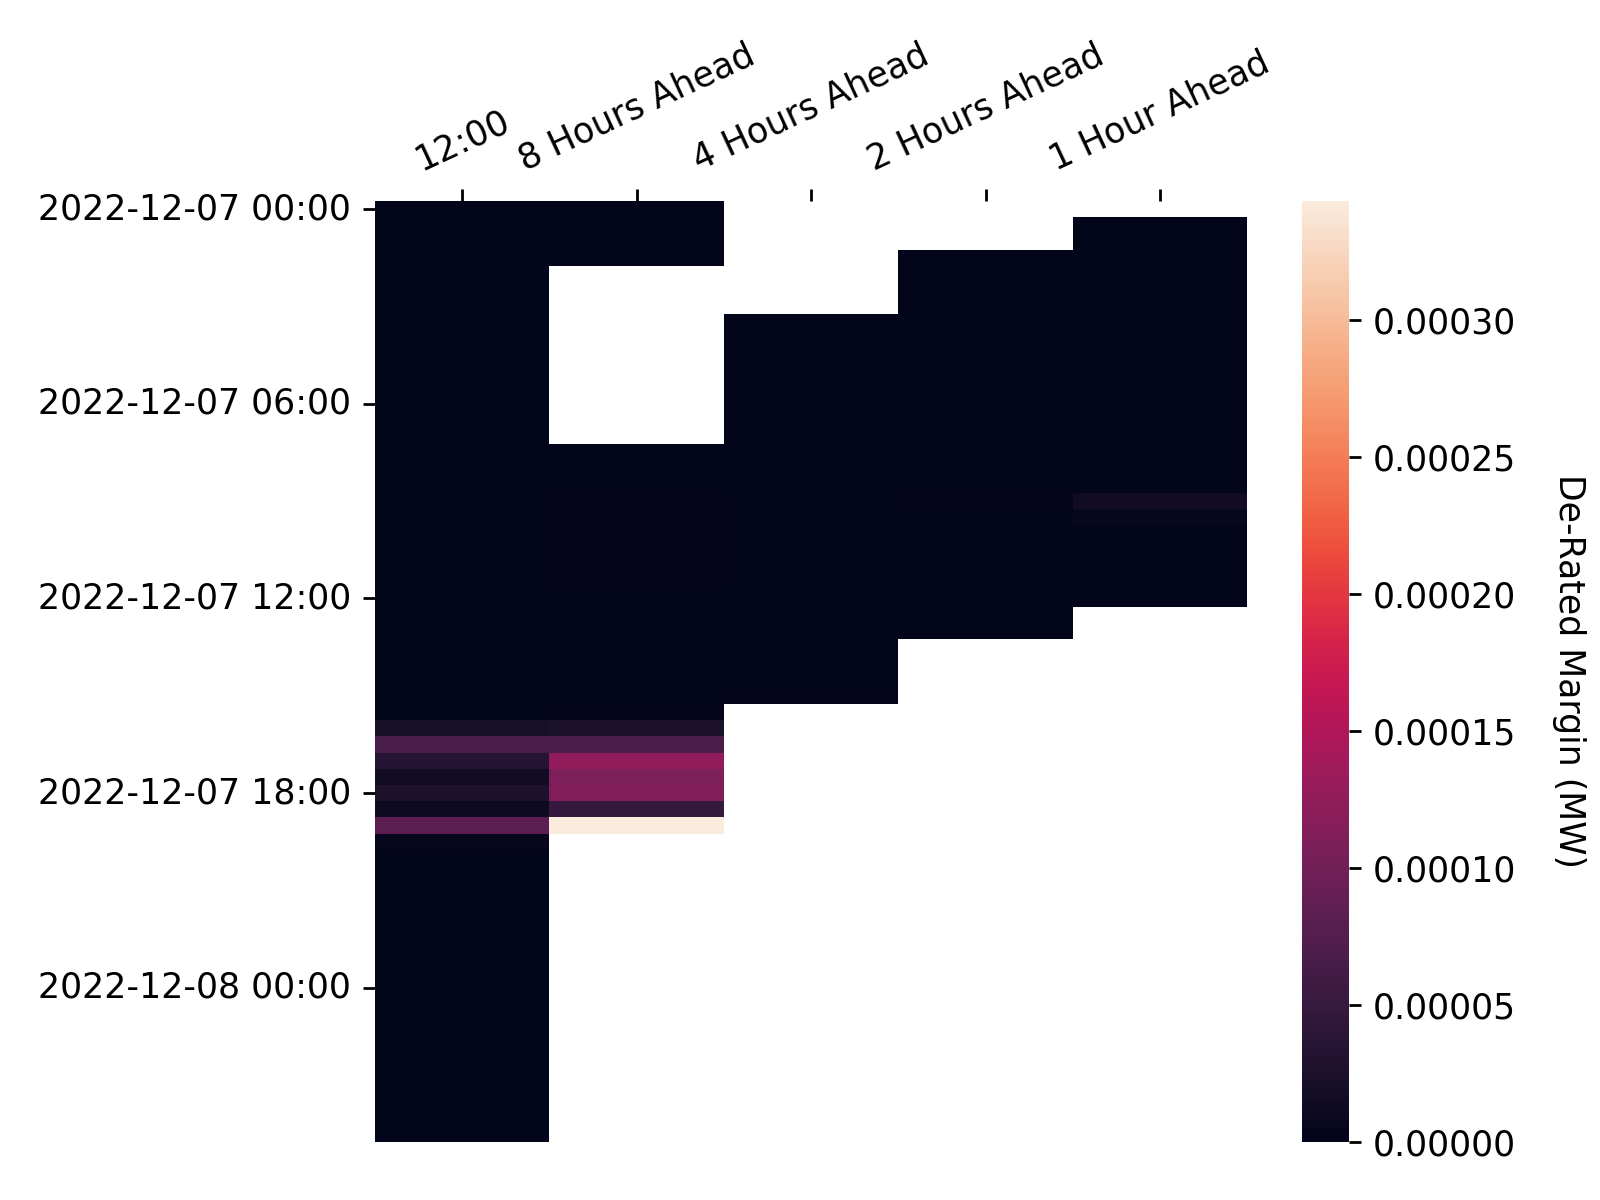 12:00
8 Hours Ahead
4 Hours Ahead
2 Hours Ahead
1 Hour Ahead
2022-12-07 00:00
2022-12-07 06:00
2022-12-07 12:00
2022-12-07 18:00
2022-12-08 00:00
0.00030
0.00025
0.00020
0.00015
0.00010
0.00005
0.00000
De-Rated Margin (MW)